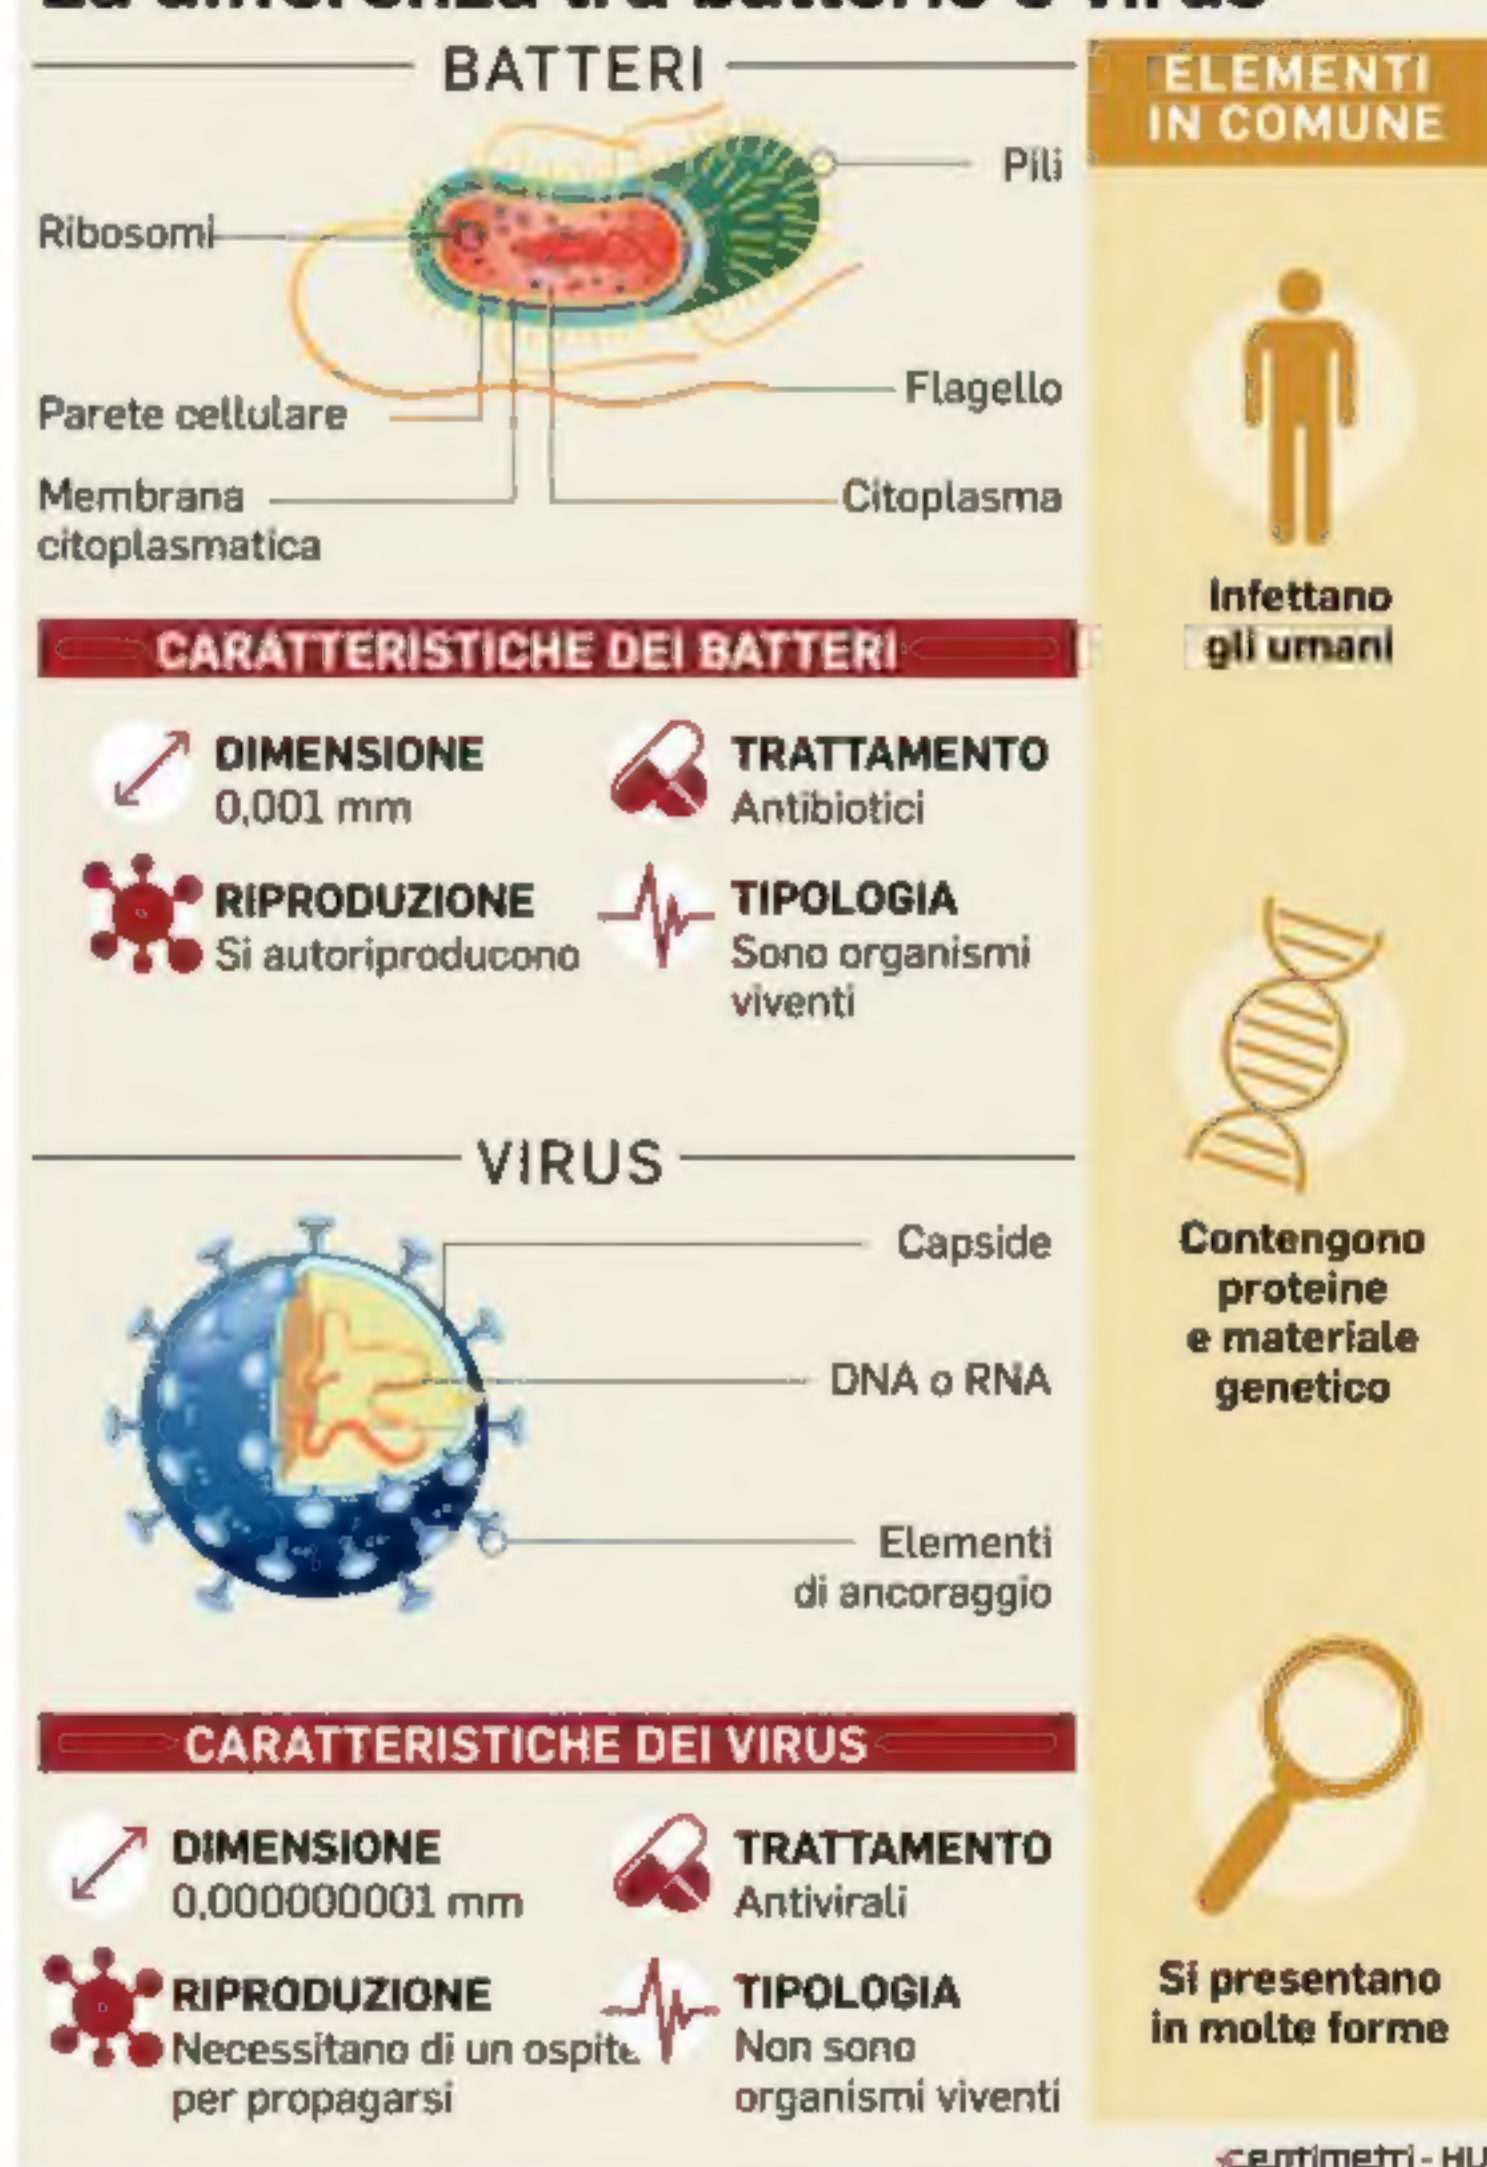 BATTERI
Pili
Ribosomi
Flagello
Parete cellulare
Membrana
citoplasmatica
Citoplasma
CARATTERISTICHE DEI BATTERI
DIMENSIONE
0,001 mm
TRATTAMENTO
Antibiotici
RIPRODUZIONE
Si autoriproducono
TIPOLOGIA
Sono organismi
viventi
VIRUS
Capside
DNA o RNA
Elementi
di ancoraggio
CARATTERISTICHE DEI VIRUS
DIMENSIONE
0,000000001 mm
TRATTAMENTO
Antivirali
RIPRODUZIONE
Necessitano di un ospite
per propagarsi
TIPOLOGIA
Non sono
organismi viventi
ELEMENTI
IN COMUNE
Infettano
gli umani
Contengono
proteine
e materiale
genetico
Si presentano
in molte forme
centimetri - HU